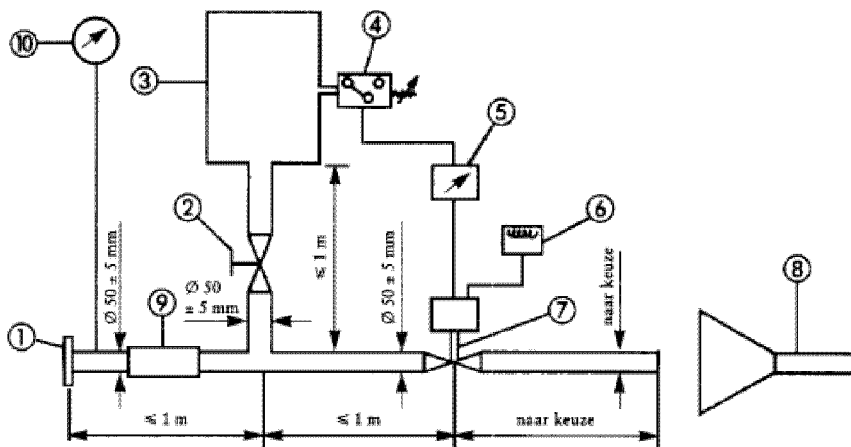 10
4
3
5
2
6
≤ 1 m
Ø 50 ± 5 mm
Ø 50 ± 5 mm
naar keuze
8
Ø 50
± 5 mm
9
7
1
≤ 1 m
≤ 1 m
naar keuze